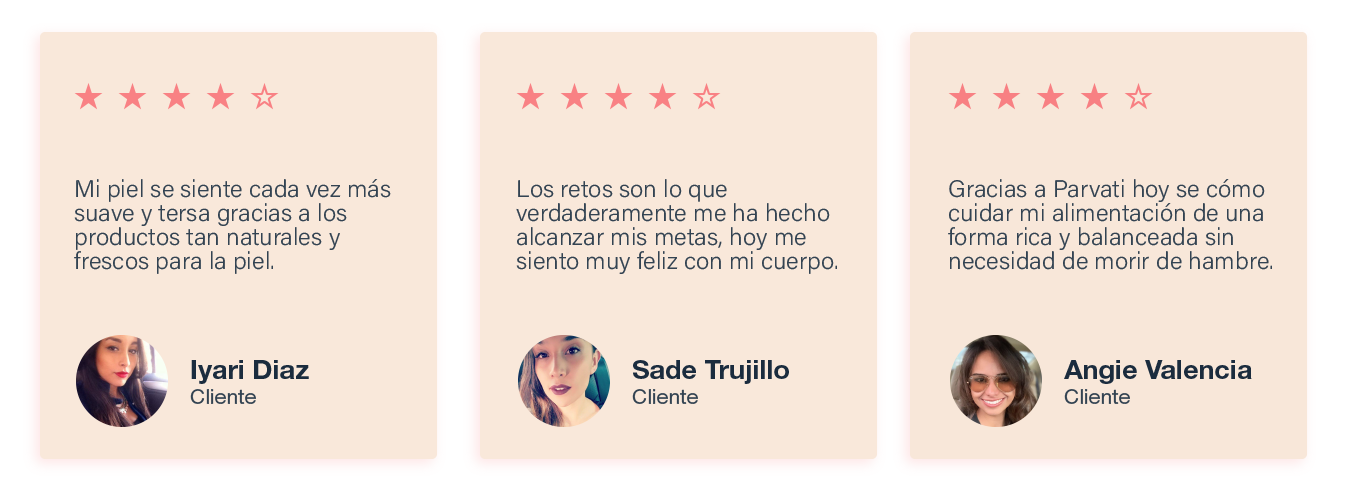 Mi piel se siente cada vez más
suave y tersa gracias a los
productos tan naturales y
frescos para la piel.
Iyari Diaz
Cliente
Los retos son lo que
verdaderamente me ha hecho
alcanzar mis metas, hoy me
siento muy feliz con mi cuerpo.
Sade Trujillo
Cliente
Gracias a Parvati hoy se cómo
cuidar mi alimentación de una
forma rica y balanceada sin
necesidad de morir de hambre.
Angie Valencia
Cliente